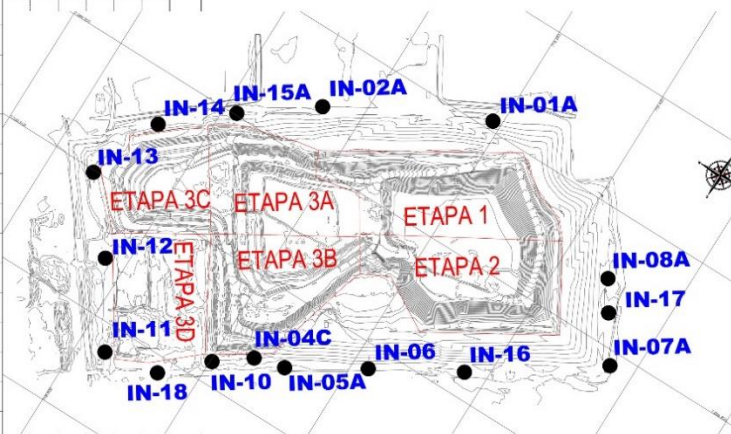 IN-02A
IN-15A
IN-14
IN-01A
IN-13
ETAPA 3C
ETAPA 3A
ETAPA 1
IN-12
ETAPA 3D
ETAPA 3B
ETAPA 2
IN-08A
IN-17
IN-11
IN-04C
IN-06
IN-16
IN-07A
IN-18
IN-10
IN-05A